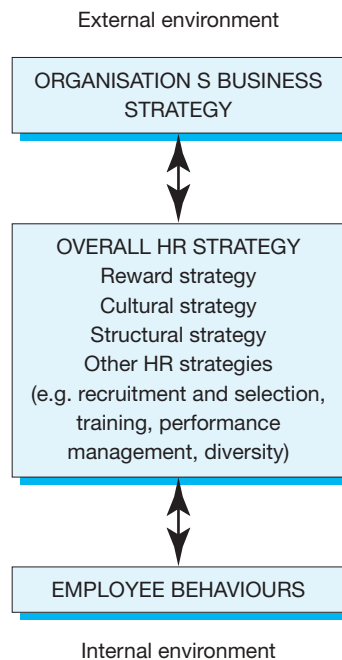 External environment
ORGANISATION S BUSINESS
STRATEGY
OVERALL HR STRATEGY
Reward strategy
Cultural strategy
Structural strategy
Other HR strategies
(e.g. recruitment and selection,
training, performance
management, diversity)
EMPLOYEE BEHAVIOURS
Internal environment